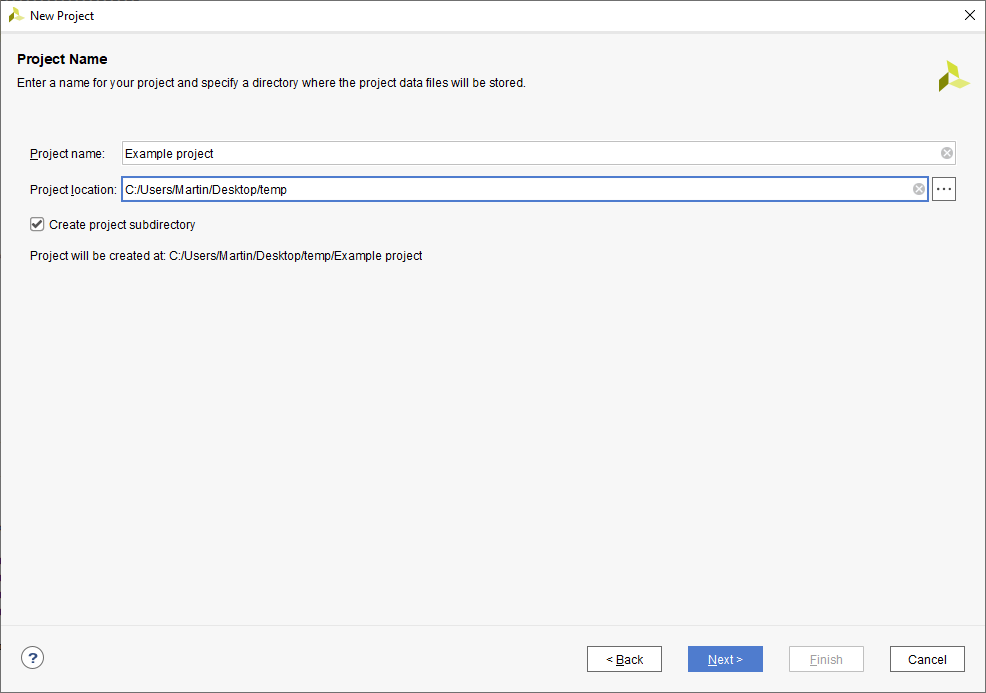 New Project
Project Name
Enter a name for your project and specify a directory where the project data files will be stored.
Project name: Example project
Project location: C:/Users/Martin/Desktop/temp ...
Create project subdirectory
Project will be created at: C:/Users/Martin/Desktop/temp/Example project
? < Back Next > Finish Cancel